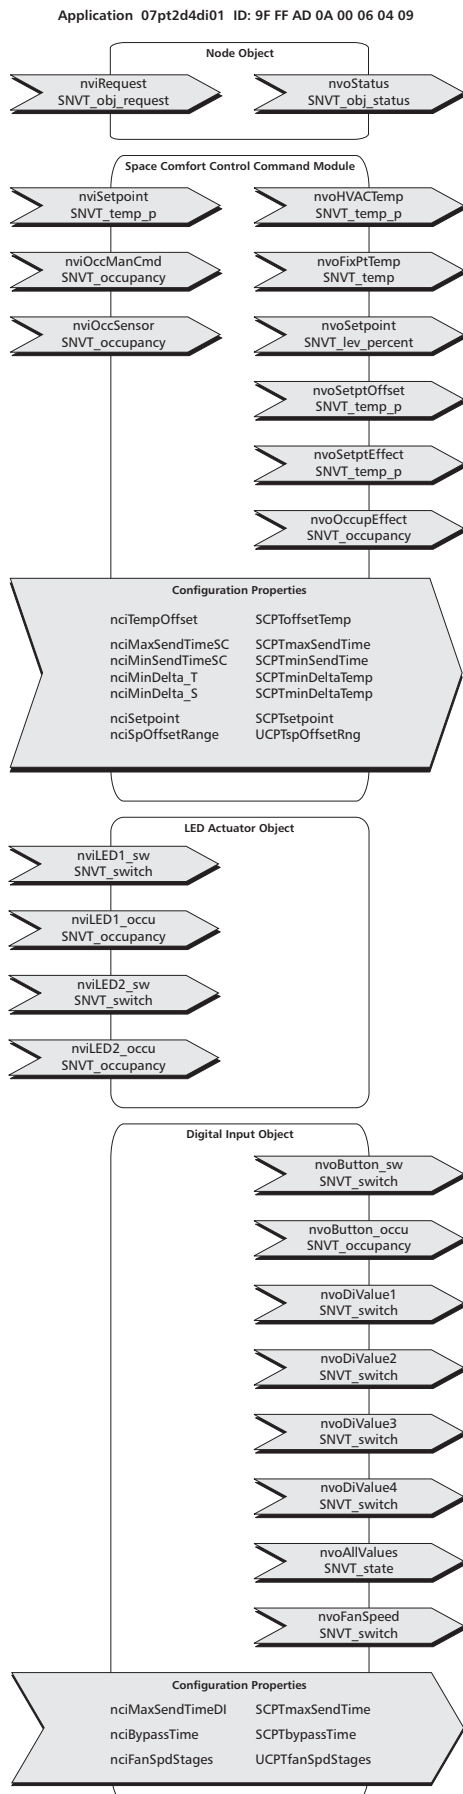 Application 07pt2d4di01 ID: 9F FF AD 0A 00 06 04 09
Node Object
nviRequest
SNVT_obj_request
nvoStatus
SNVT_obj_status
Space Comfort Control Command Module
nviSetpoint
SNVT_temp_p
nvoHVACTemp
SNVT_temp_p
nviOccManCmd
SNVT_occupancy
nvoFixPtTemp
SNVT_temp
nviOccSensor
SNVT_occupancy
nvoSetpoint
SNVT_lev_percent
nvoSetptOffset
SNVT_temp_p
nvoSetptEffect
SNVT_temp_p
nvoOccupEffect
SNVT_occupancy
Configuration Properties
nciTempOffset SCPToffsetTemp
nciMaxSendTimeSC SCPTmaxSendTime
nciMinSendTimeSC SCPTminSendTime
nciMinDelta_T SCPTminDeltaTemp
nciMinDelta_S SCPTminDeltaTemp
nciSetpoint SCPTsetpoint
nciSpOffsetRange UCPTspOffsetRng
LED Actuator Object
nviLED1_sw
SNVT_switch
nviLED1_occu
SNVT_occupancy
nviLED2_sw
SNVT_switch
nviLED2_occu
SNVT_occupancy
Digital Input Object
nvoButton_sw
SNVT_switch
nvoButton_occu
SNVT_occupancy
nvoDiValue1
SNVT_switch
nvoDiValue2
SNVT_switch
nvoDiValue3
SNVT_switch
nvoDiValue4
SNVT_switch
nvoAllValues
SNVT_state
nvoFanSpeed
SNVT_switch
Configuration Properties
nciMaxSendTimeDI SCPTmaxSendTime
nciBypassTime SCPTbypassTime
nciFanSpdStages UCPTfanSpdStages